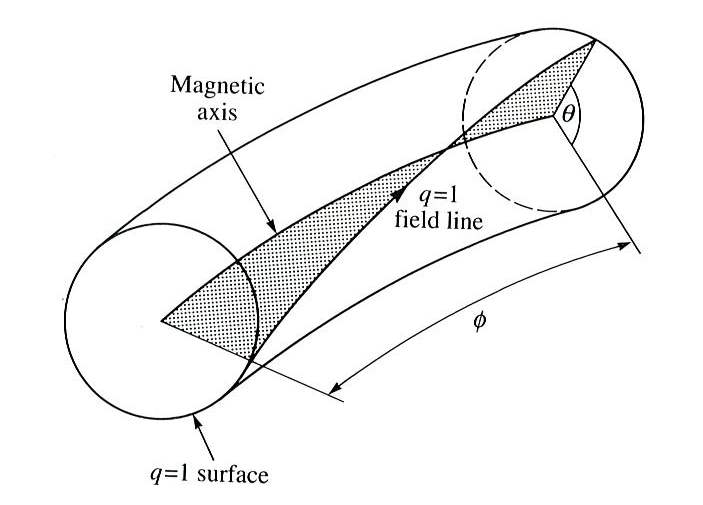 Magnetic
axis
θ
q=1
field line
ϕ
q=1 surface